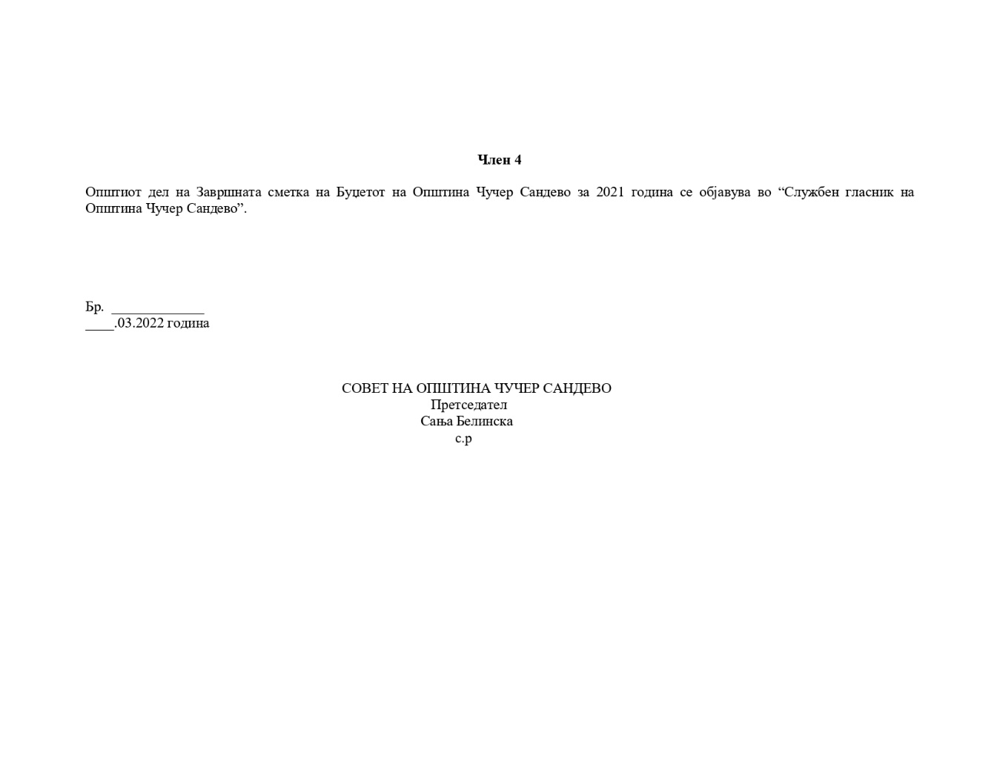 Член 4
Општиот дел на Завршната сметка на Буџетот на Општина Чучер Сандево за 2021 година се објавува во “Службен гласник на
Општина Чучер Сандево”.
Бр. _____________
____.03.2022 година
СОВЕТ НА ОПШТИНА ЧУЧЕР САНДЕВО
Претседател
Сања Белинска
с.р